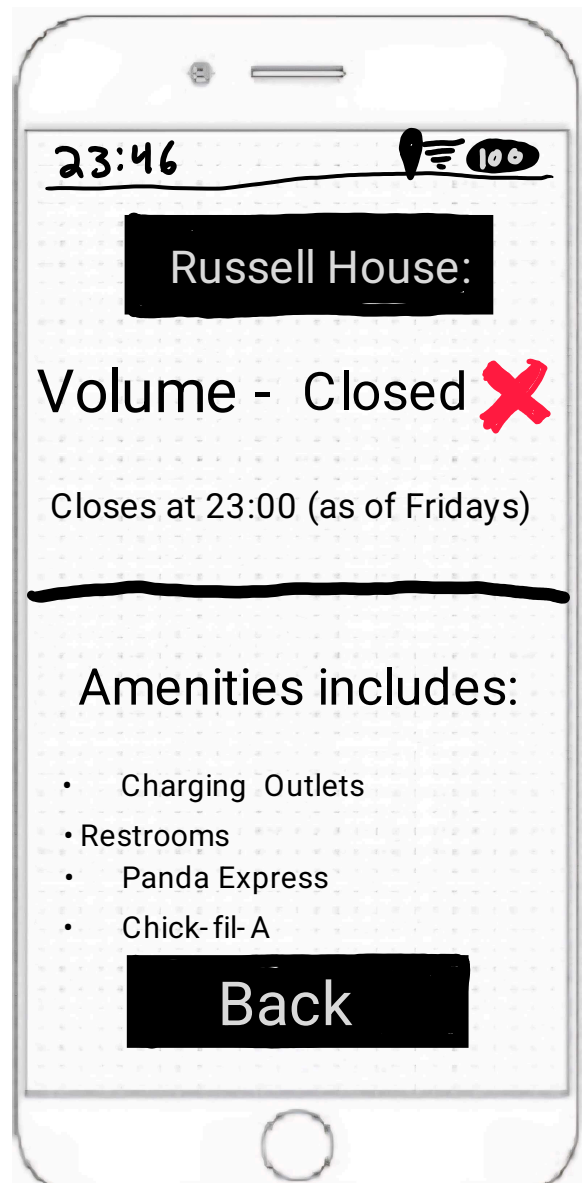 23:46 100
Russell House:
Volume - Closed
Closes at 23:00 (as of Fridays)
Amenities includes:
• Charging Outlets
• Restrooms
• Panda Express
• Chick-fil-A
Back